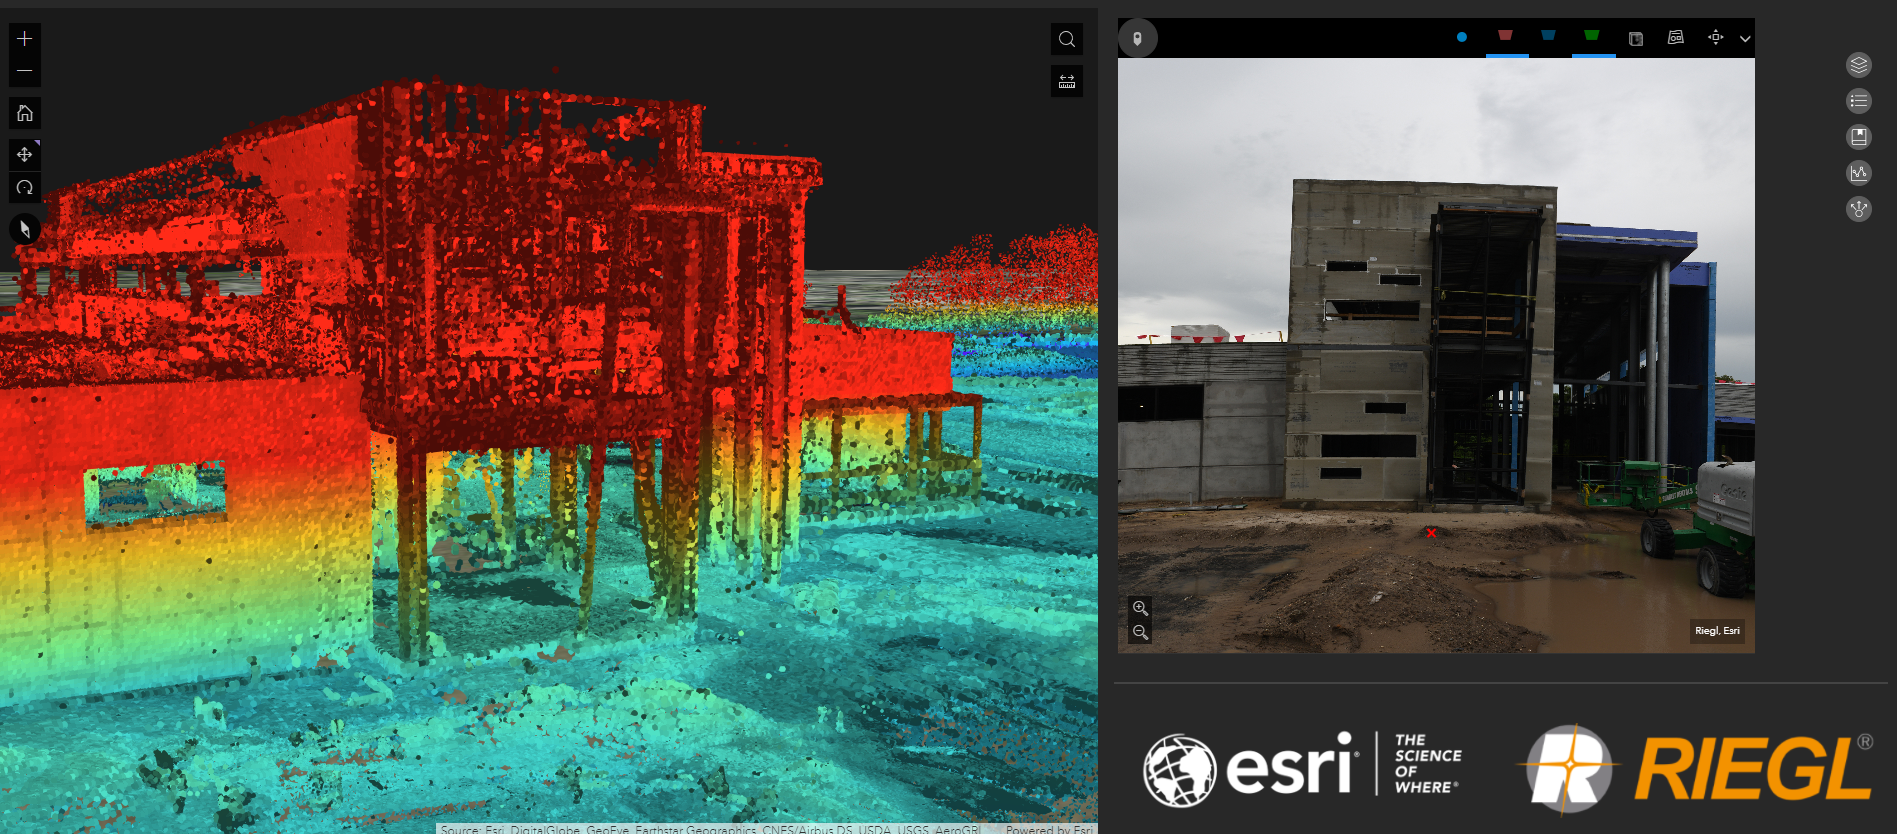 Riegl, Esri
esri
THE
SCIENCE
OF
WHERE®
RIEGL®
Source: Esri, DigitalGlobe, GeoEye, Earthstar Geographics, CNES/Airbus DS, USDA, USGS, AeroGRI
Powered by Esri